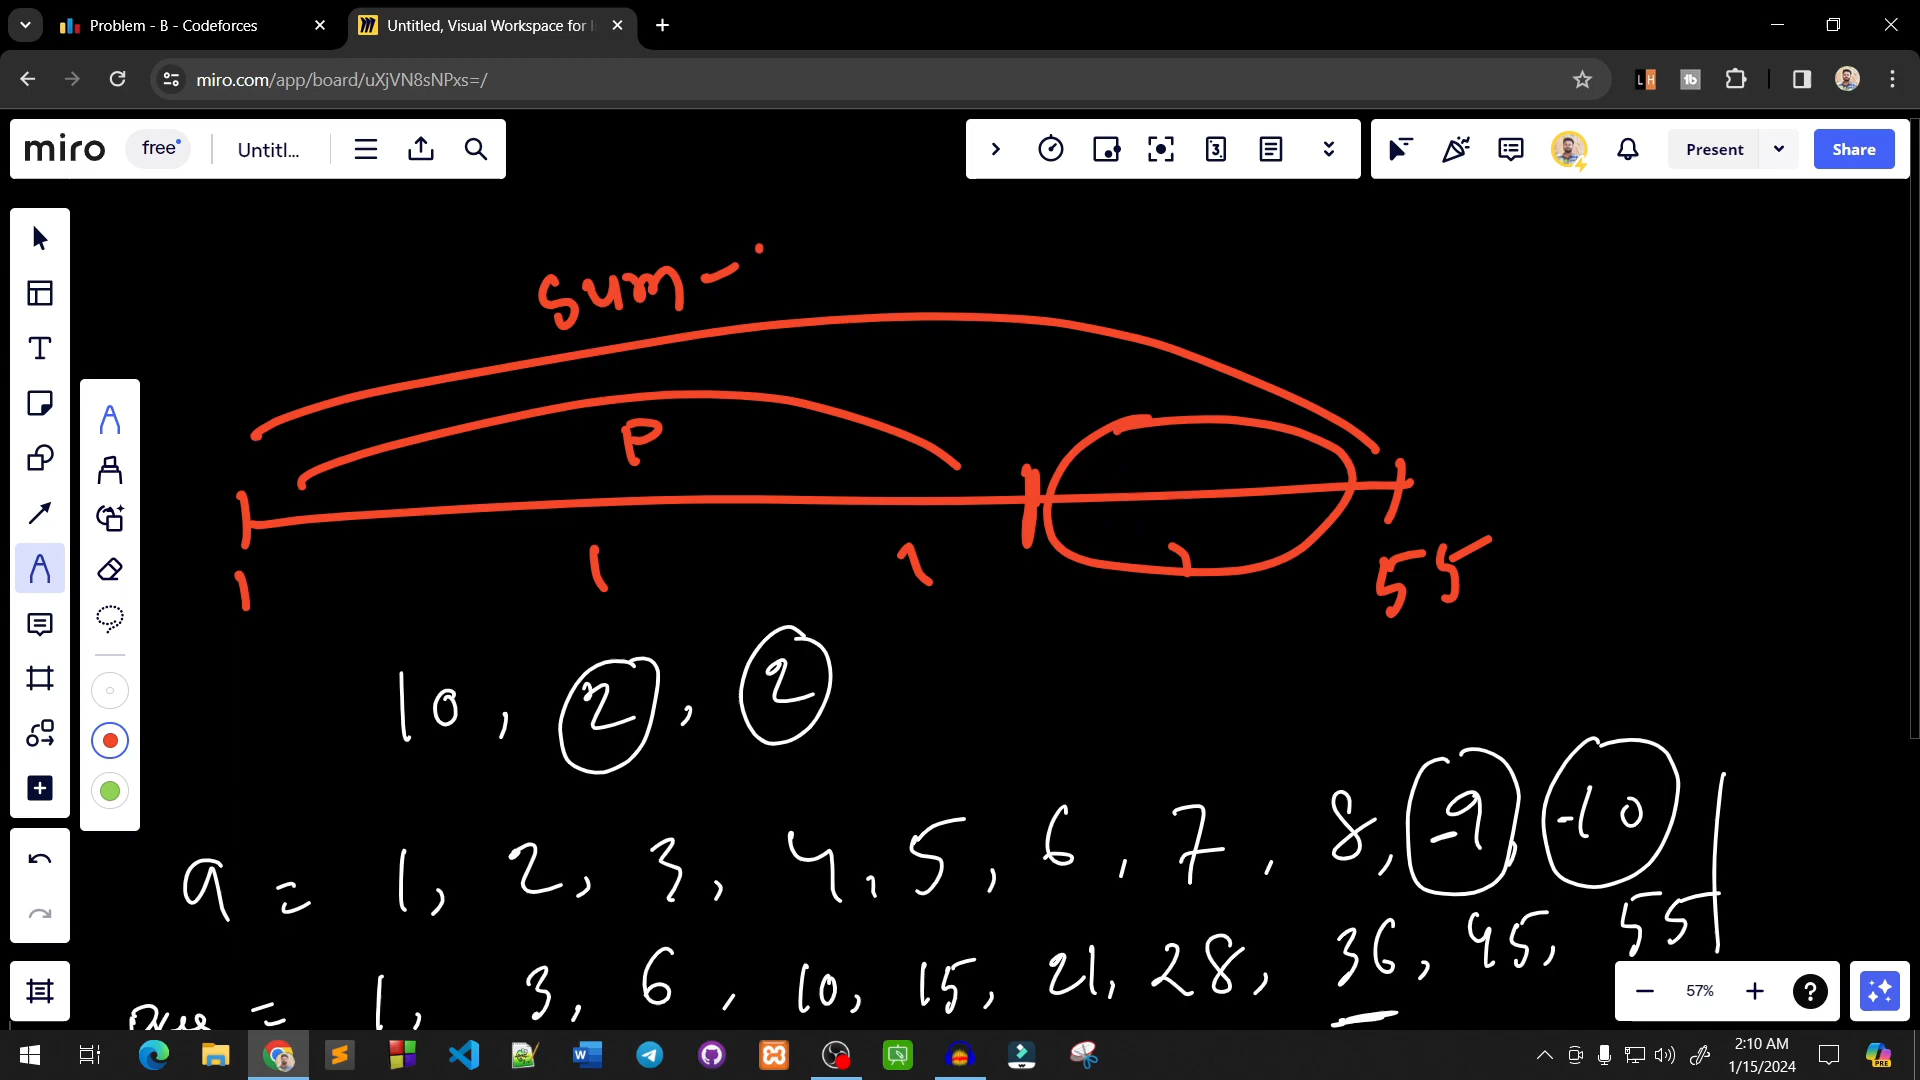 Problem - B - Codeforces
Untitled, Visual Workspace for I
miro.com/app/board/uXjVN8sNPxs=/
miro free Untitl... Present Share
Sum -
P
1 1 2 55
10, 2, 2
a = 1, 2, 3, 4, 5, 6, 7, 8, -9, -10
= 1, 3, 6, 10, 15, 21, 28, 36, 45, 55
57%
2:10 AM
1/15/2024